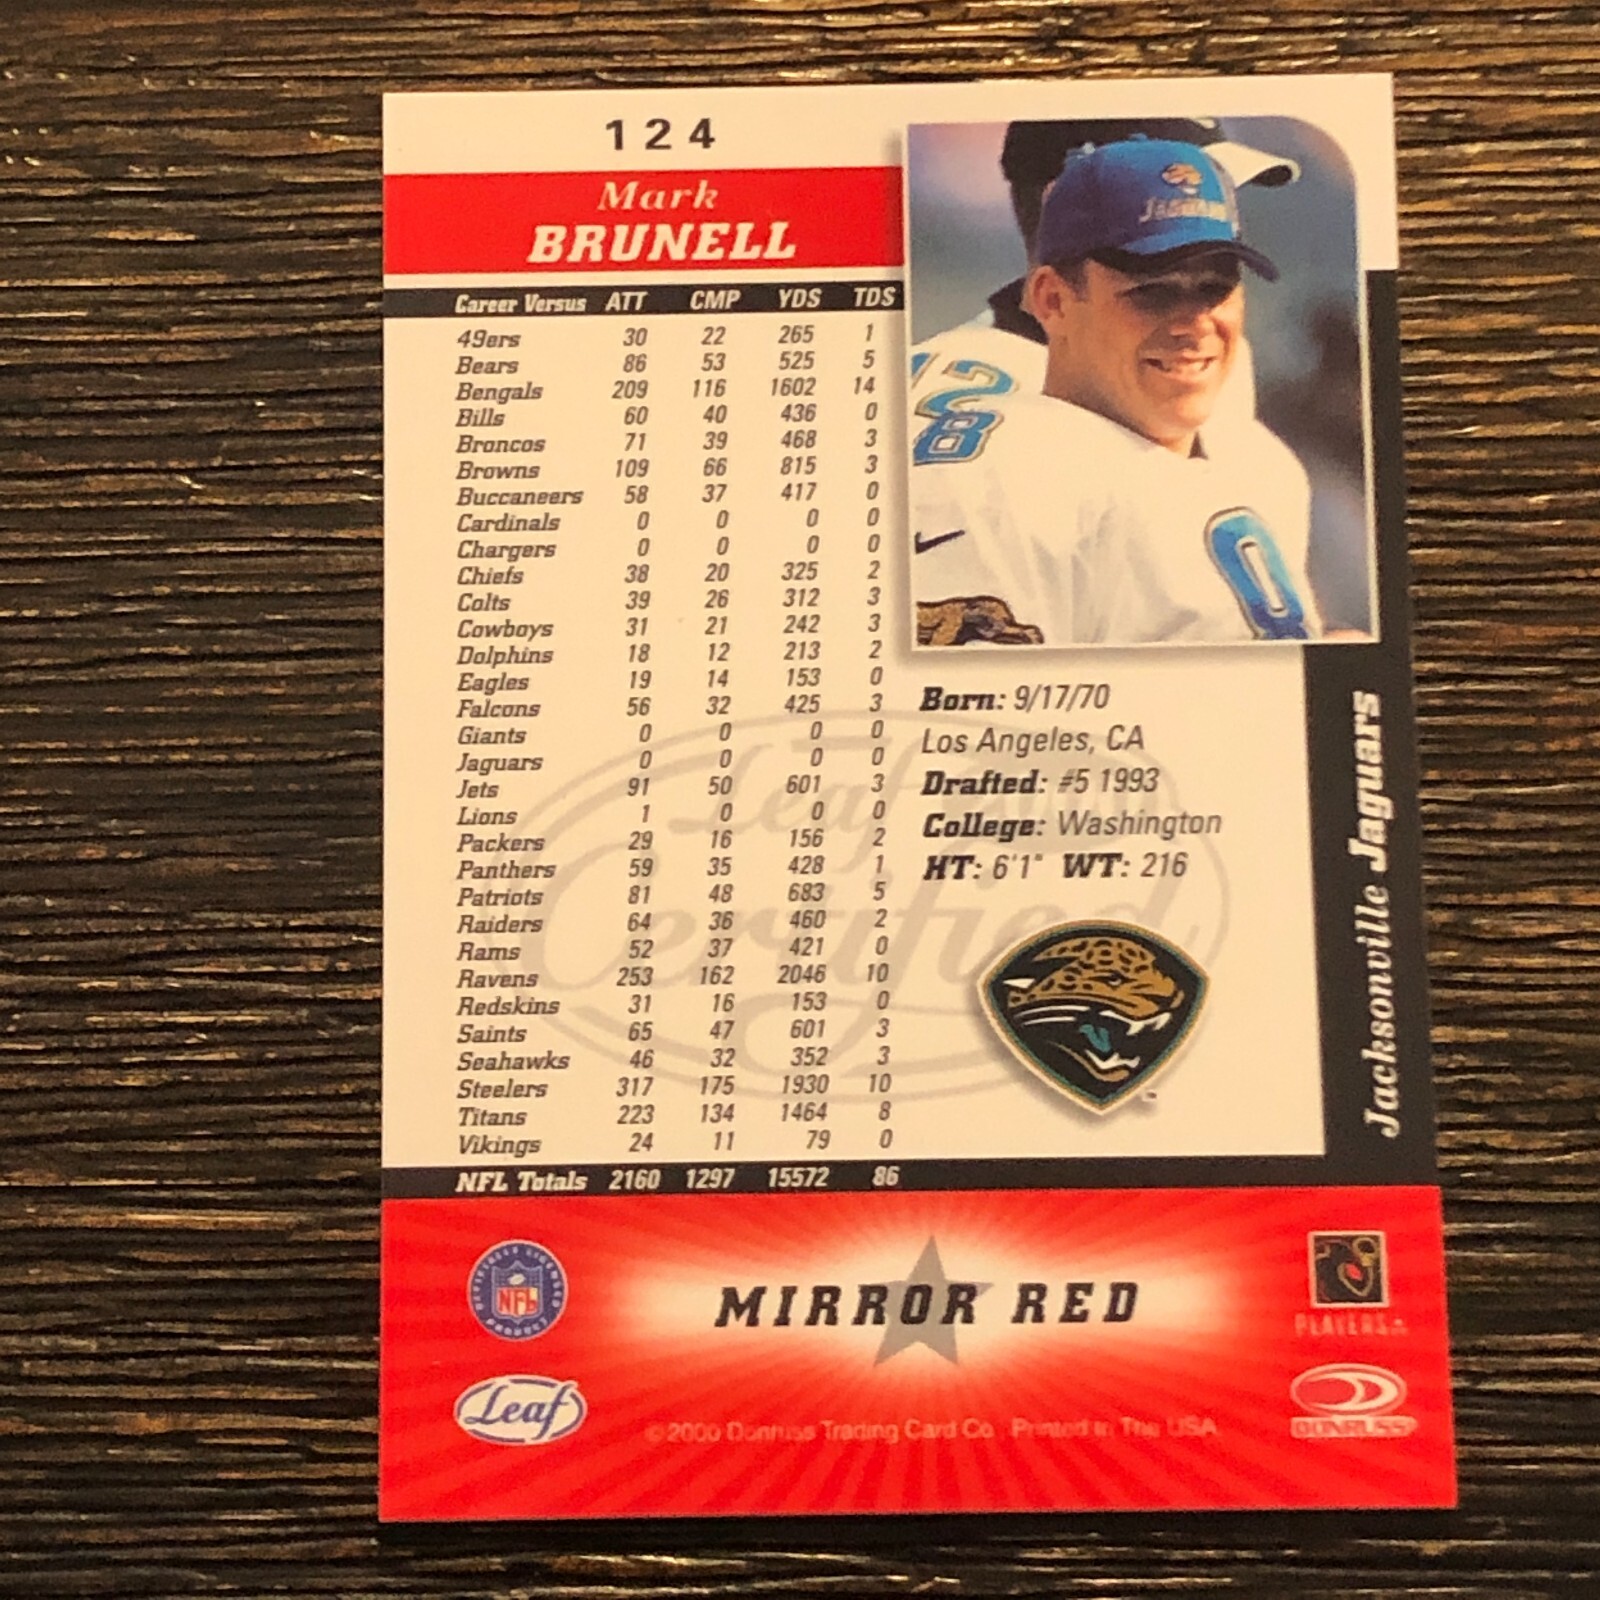 124
Mark
BRUNELL
Career Versus ATT CMP YDS TDS
49ers 30 22 265 1
Bears 86 53 525 5
Bengals 209 116 1602 14
Bills 60 40 436 0
Broncos 71 39 468 3
Browns 109 66 815 3
Buccaneers 58 37 417 0
Cardinals 0 0 0 0
Chargers 0 0 0 0
Chiefs 38 20 325 2
Colts 39 26 312 3
Cowboys 31 21 242 3
Dolphins 18 12 213 2
Eagles 19 14 153 0
Falcons 56 32 425 3
Giants 0 0 0 0
Jaguars 0 0 0 0
Jets 91 50 601 3
Lions 1 0 0 0
Packers 29 16 156 2
Panthers 59 35 428 1
Patriots 81 48 683 5
Raiders 64 36 460 2
Rams 52 37 421 0
Ravens 253 162 2046 10
Redskins 31 16 153 0
Saints 65 47 601 3
Seahawks 46 32 352 3
Steelers 317 175 1930 10
Titans 223 134 1464 8
Vikings 24 11 79 0
NFL Totals 2160 1297 15572 86
Leaf
Certified
JAGUARS
Born: 9/17/70
Los Angeles, CA
Drafted: #5 1993
College: Washington
HT: 6'1" WT: 216
Jacksonville Jaguars
MIRROR RED
OFFICIALLY LICENSED
NFL
PRODUCT
PLAYERS INC
Leaf
DONRUSS
© 2000 Donruss Trading Card Co. Printed in The USA.